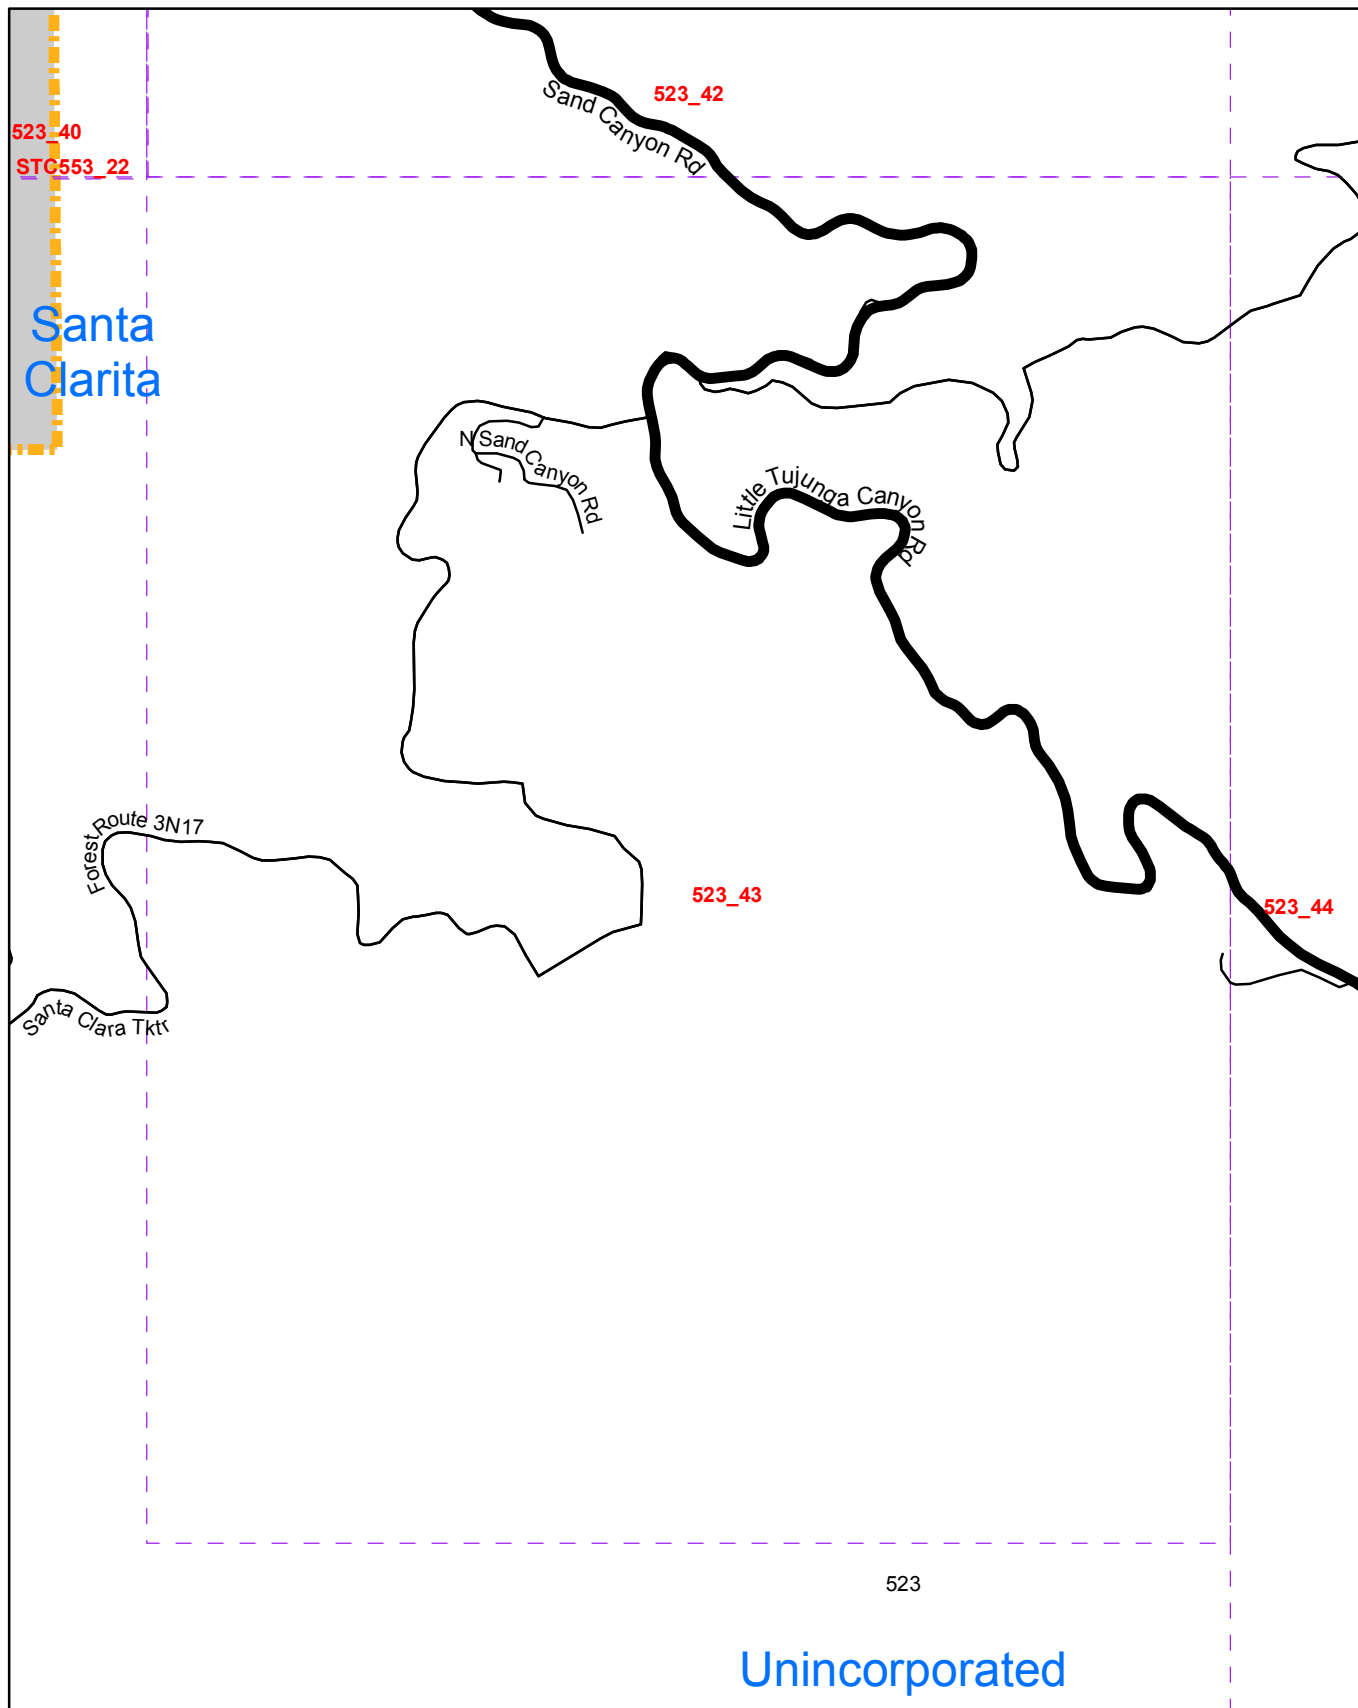 523_42
Sand Canyon Rd
523_40
STC553_22
Santa
Clarita
N Sand Canyon Rd
Little Tujunga Canyon Rd
Forest Route 3N17
523_43
523_44
Santa Clara Tktr
523
Unincorporated